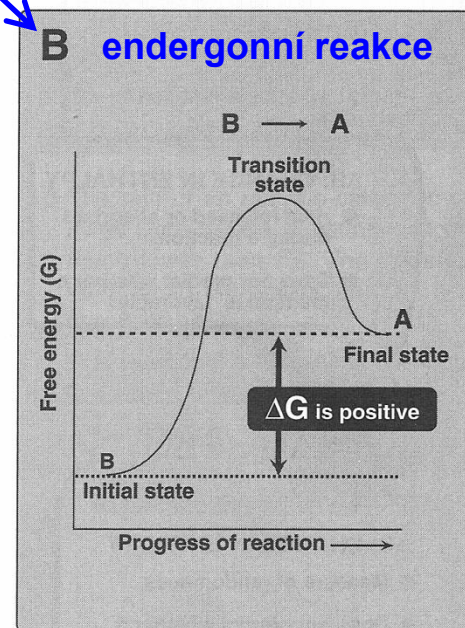 B endergonní reakce
B → A
Transition
state
Free energy (G)
A
Final state
ΔG is positive
B
Initial state
Progress of reaction →